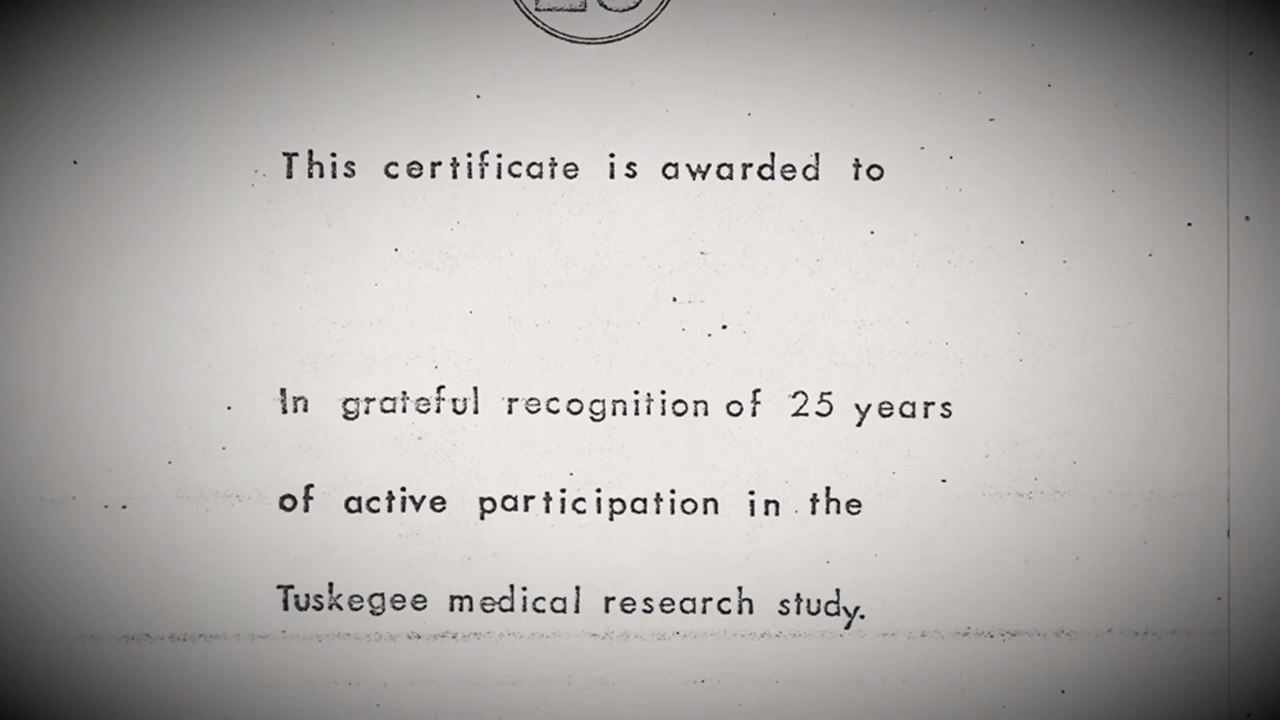 This certificate is awarded to
In grateful recognition of 25 years
of active participation in the
Tuskegee medical research study.